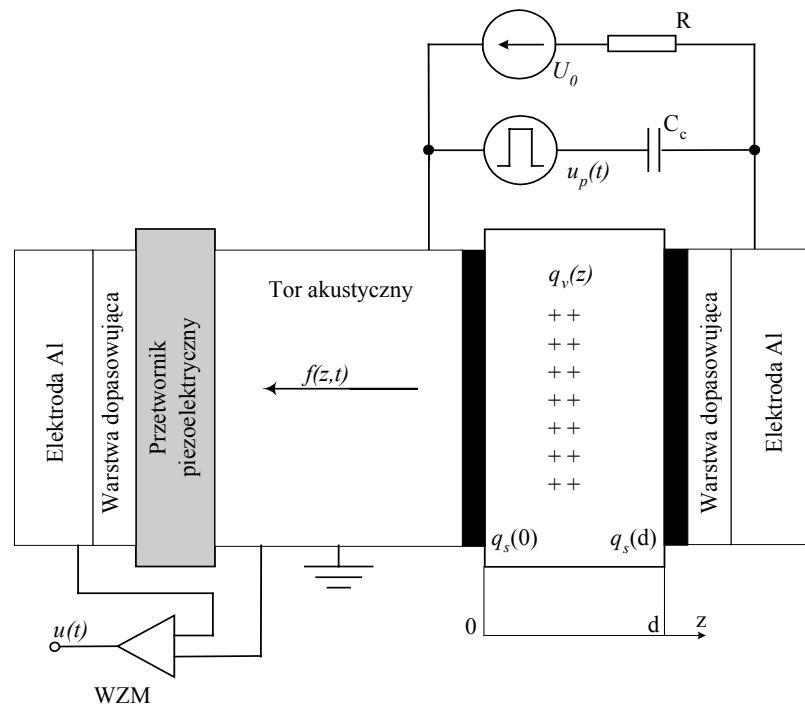 R
U₀
C꜀
uₚ(t)
Tor akustyczny
qᵥ(z)
+ +
+ +
+ +
+ +
+ +
+ +
+ +
f(z,t)
Elektroda Al
Warstwa dopasowująca
Przetwornik
piezoelektryczny
Warstwa dopasowująca
Elektroda Al
qₛ(0)
qₛ(d)
0
d
z
u(t)
WZM